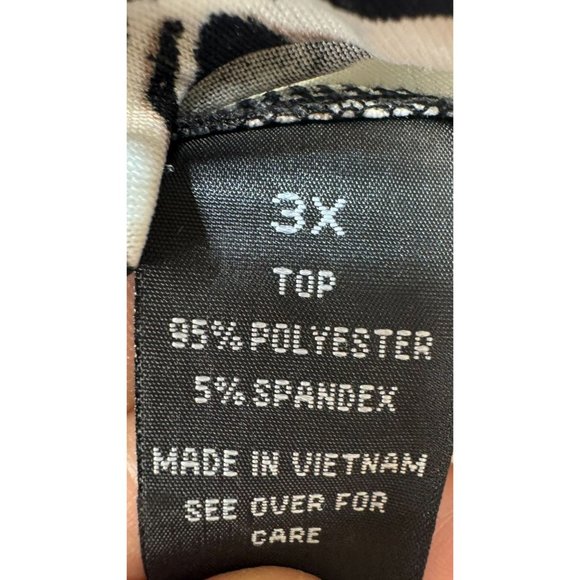 3X
TOP
95% POLYESTER
5% SPANDEX
MADE IN VIETNAM
SEE OVER FOR
CARE